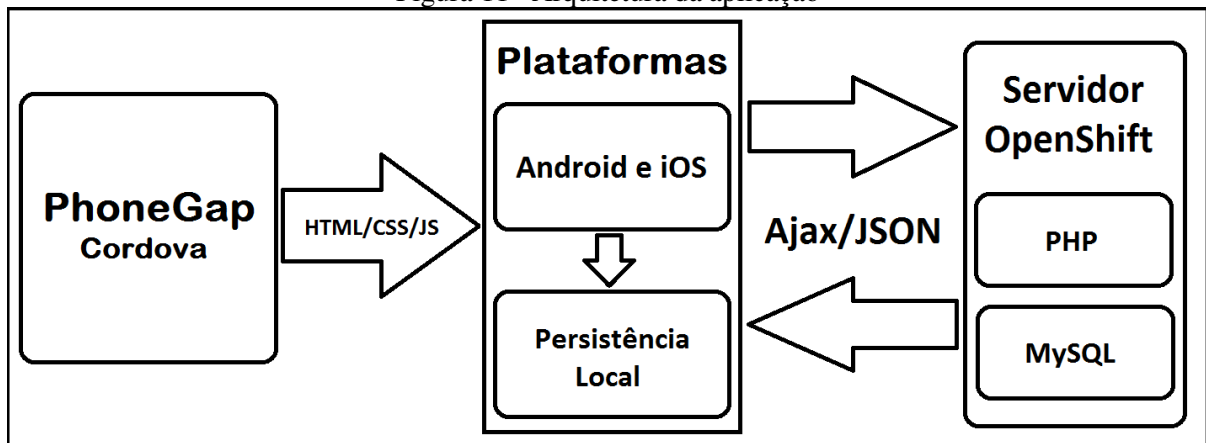 PhoneGap
Cordova
HTML/CSS/JS
Plataformas
Android e iOS
Persistência
Local
Ajax/JSON
Servidor
OpenShift
PHP
MySQL